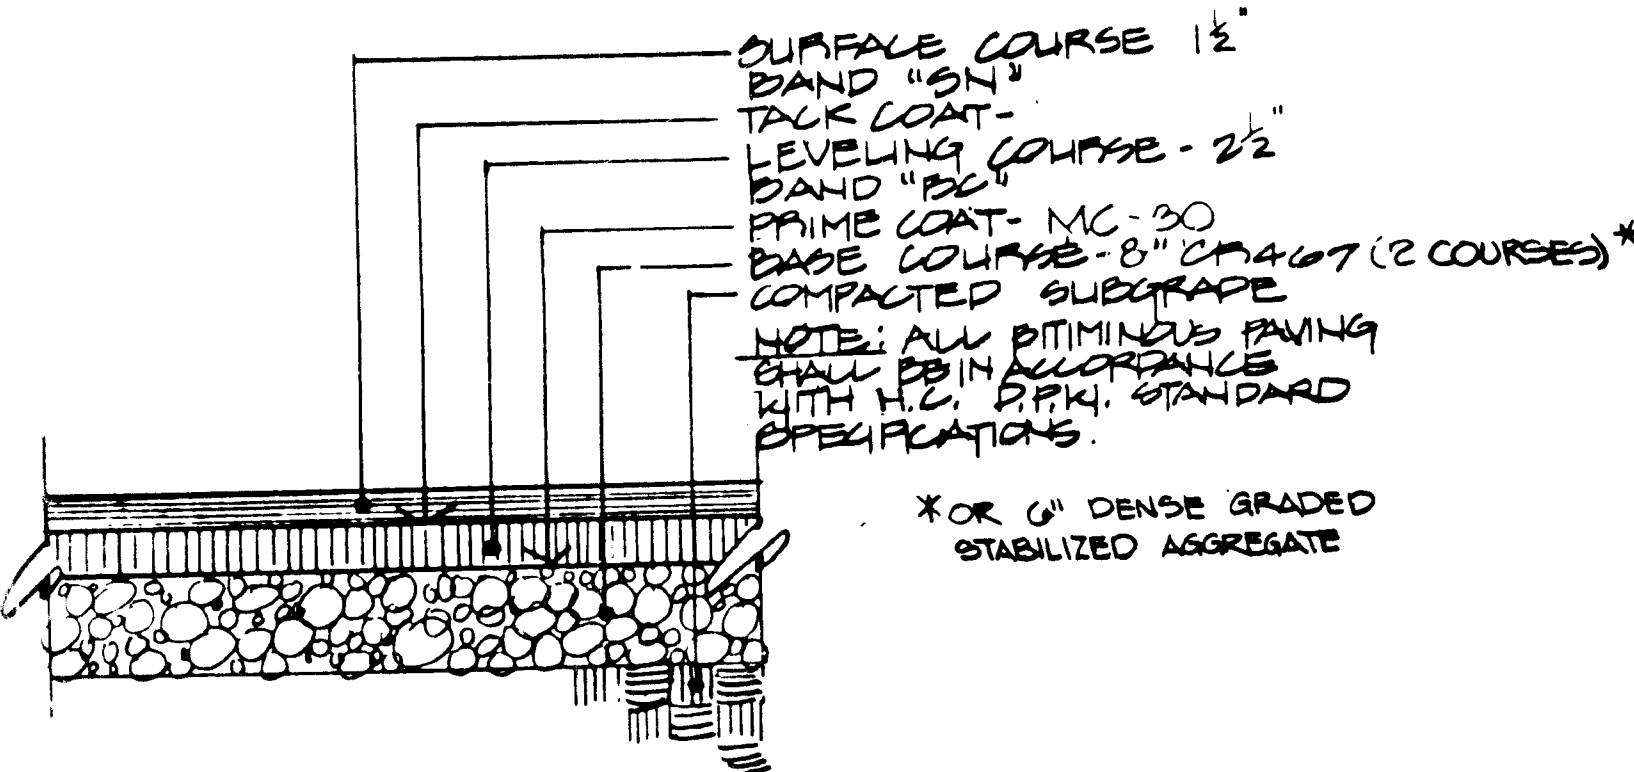 SURFACE COURSE 1½"
BAND "SN"
TACK COAT-
LEVELING COURSE - 2½"
BAND "BC"
PRIME COAT- MC-30
BASE COURSE-8" CR467 (2 COURSES)*
COMPACTED SUBGRADE
NOTE: ALL BITIMINOUS PAVING
SHALL BE IN ACCORDANCE
WITH H.C. D.P.W. STANDARD
SPECIFICATIONS.
* OR 6" DENSE GRADED
STABILIZED AGGREGATE